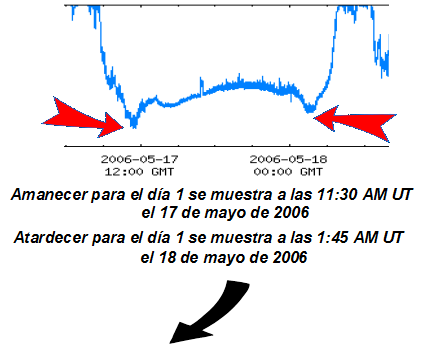 2006-05-17 2006-05-18
12:00 GMT 00:00 GMT
Amanecer para el día 1 se muestra a las 11:30 AM UT
el 17 de mayo de 2006
Atardecer para el día 1 se muestra a las 1:45 AM UT
el 18 de mayo de 2006